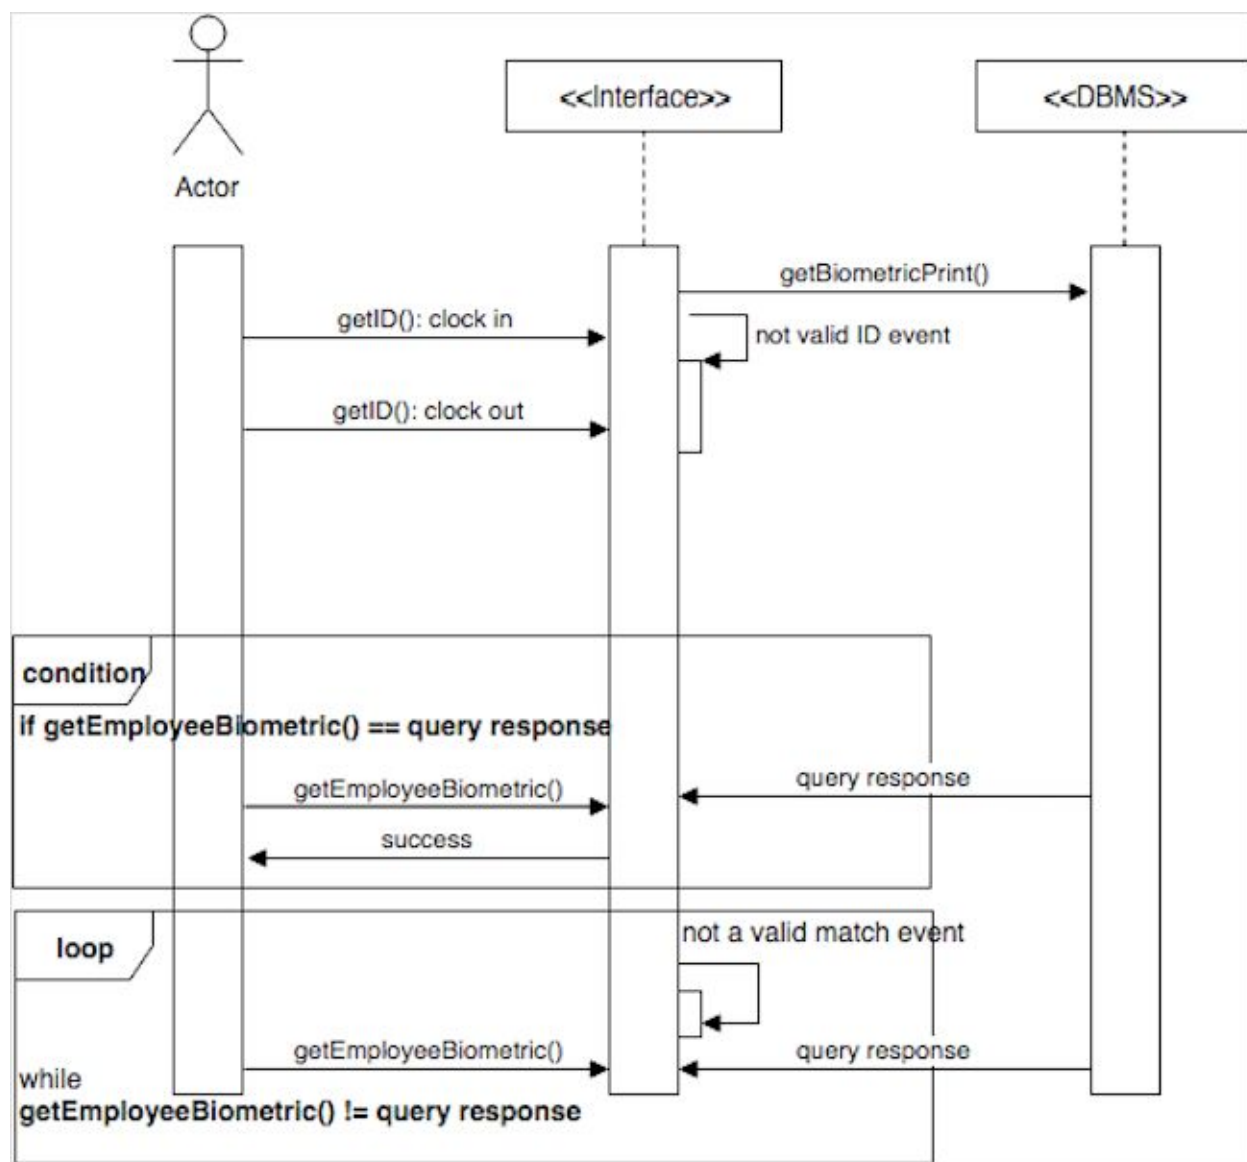 <<Interface>>
<<DBMS>>
Actor
getBiometricPrint()
getID(): clock in
not valid ID event
getID(): clock out
condition
if getEmployeeBiometric() == query response
query response
getEmployeeBiometric()
success
not a valid match event
loop
getEmployeeBiometric()
query response
while
getEmployeeBiometric() != query response